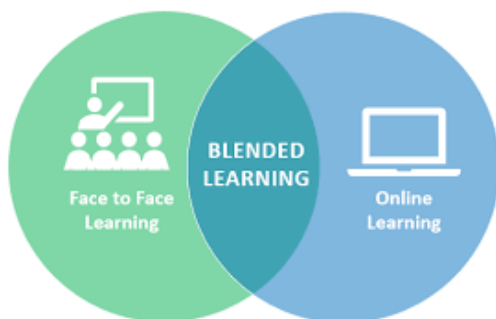 Face to Face
Learning
BLENDED
LEARNING
Online
Learning